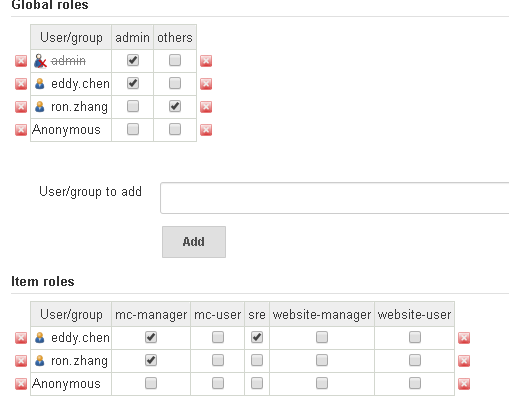 Global roles
User/group admin others
admin
eddy.chen
ron.zhang
Anonymous
User/group to add
Add
Item roles
User/group mc-manager mc-user sre website-manager website-user
eddy.chen
ron.zhang
Anonymous